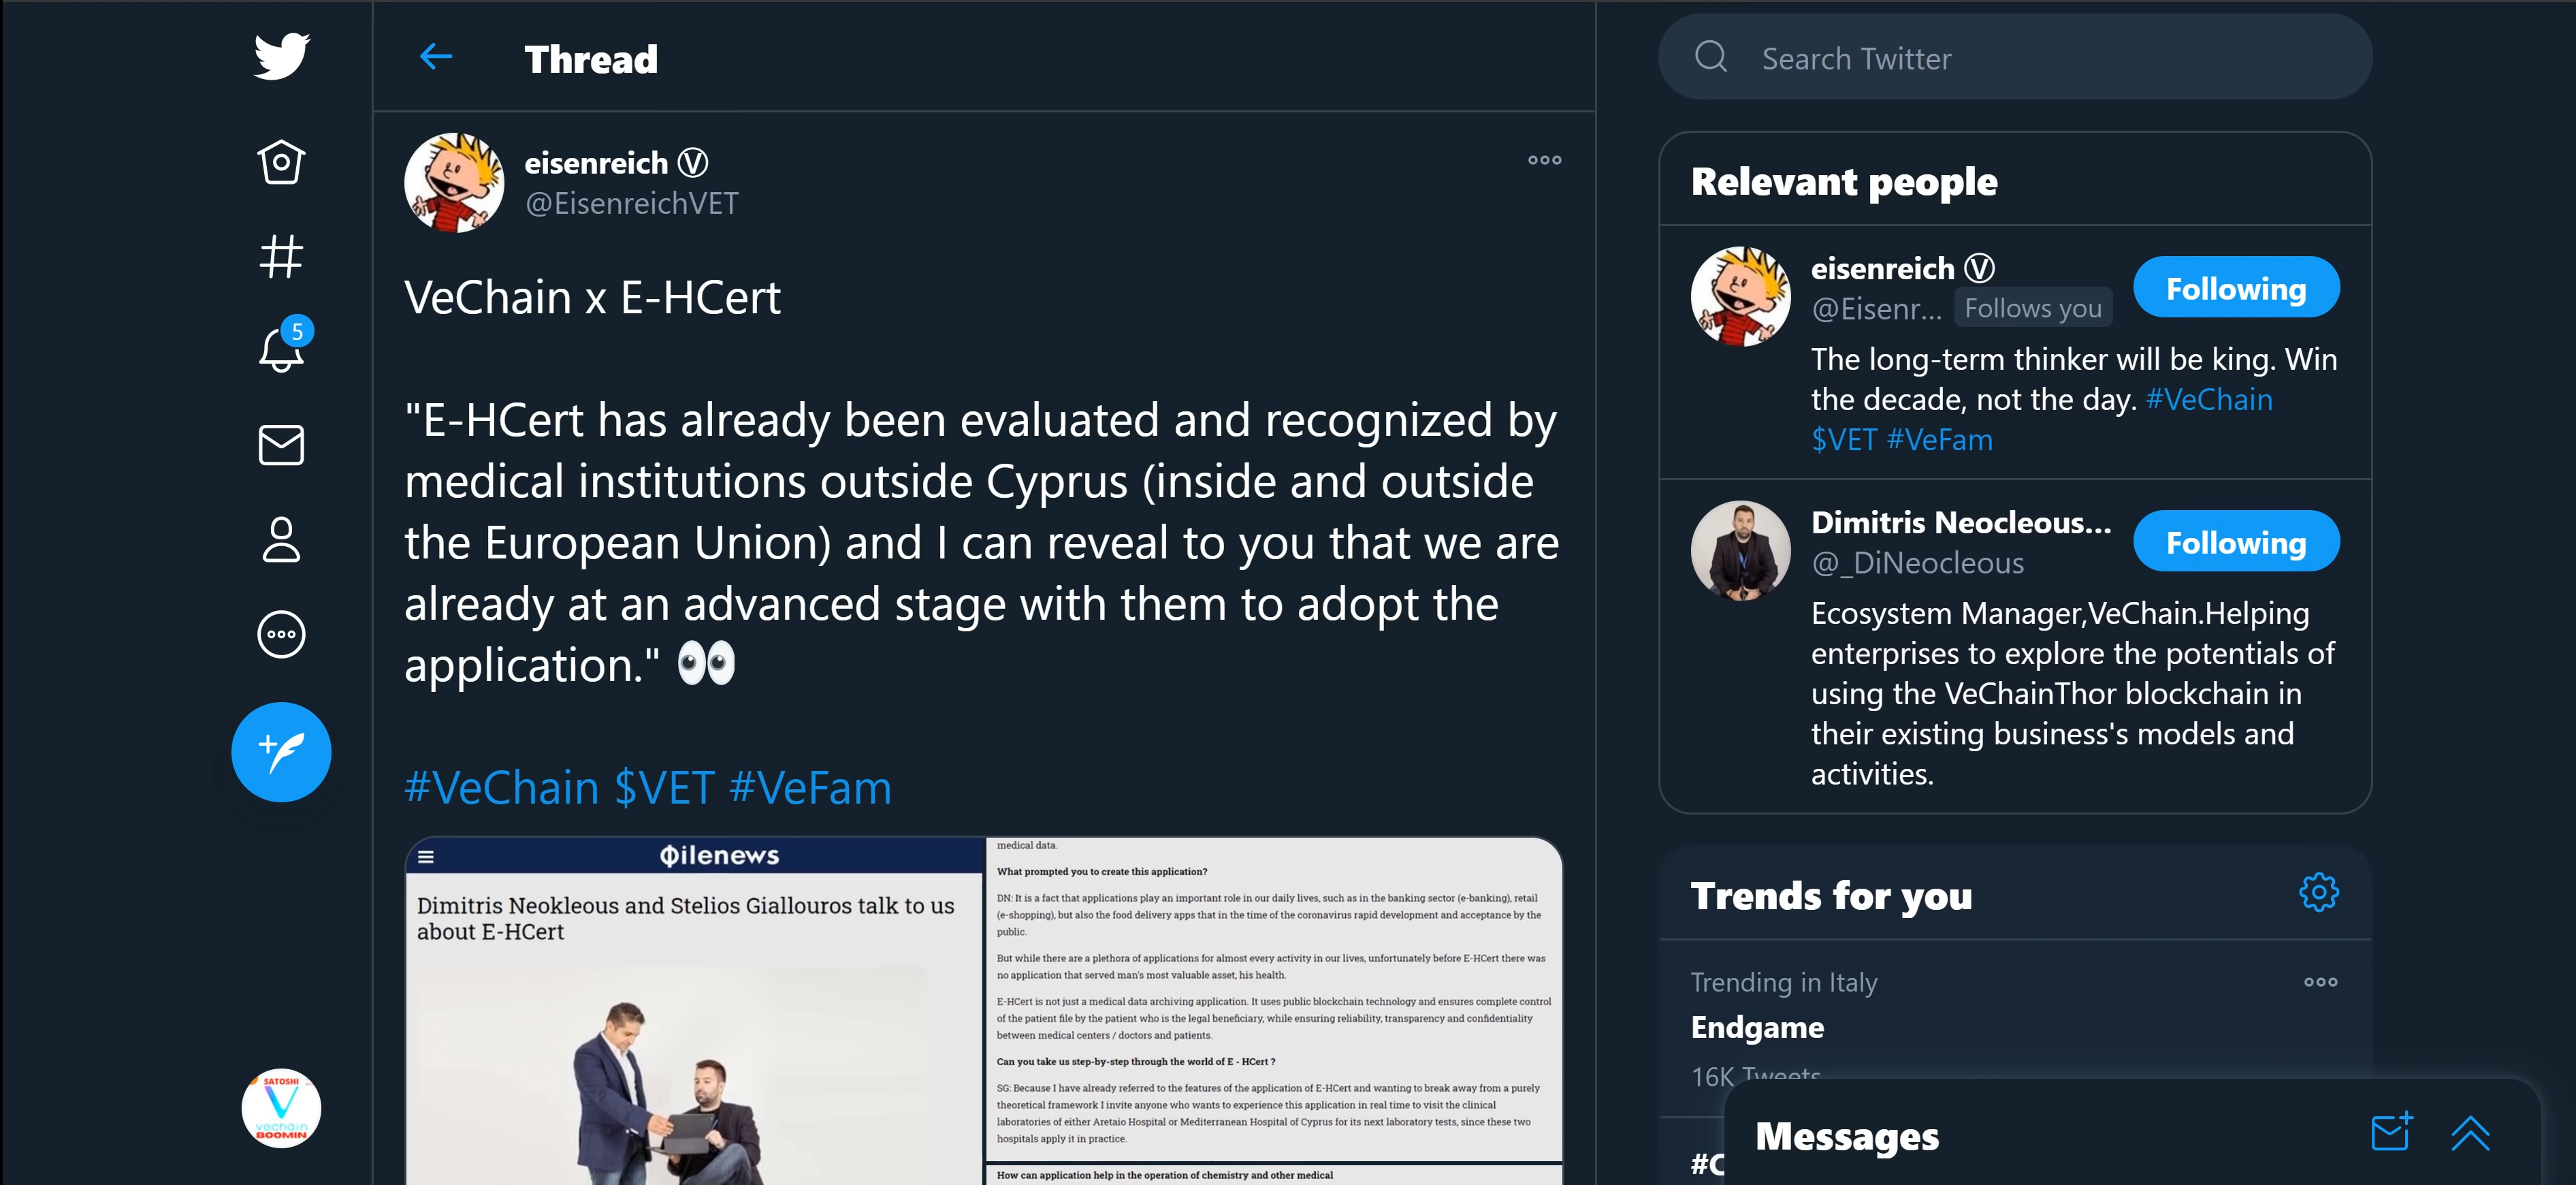 Thread
eisenreich Ⓥ
@EisenreichVET
VeChain x E-HCert
"E-HCert has already been evaluated and recognized by
medical institutions outside Cyprus (inside and outside
the European Union) and I can reveal to you that we are
already at an advanced stage with them to adopt the
application." 👀
#VeChain $VET #VeFam
Φilenews
Dimitris Neokleous and Stelios Giallouros talk to us
about E-HCert
medical data.
What prompted you to create this application?
DN: It is a fact that applications play an important role in our daily lives, such as in the banking sector (e-banking), retail
(e-shopping), but also the food delivery apps that in the time of the coronavirus rapid development and acceptance by the
public.
But while there are a plethora of applications for almost every activity in our lives, unfortunately before E-HCert there was
no application that served man's most valuable asset, his health.
E-HCert is not just a medical data archiving application. It uses public blockchain technology and ensures complete control
of the patient file by the patient who is the legal beneficiary, while ensuring reliability, transparency and confidentiality
between medical centers / doctors and patients.
Can you take us step-by-step through the world of E - HCert ?
SG: Because I have already referred to the features of the application of E-HCert and wanting to break away from a purely
theoretical framework I invite anyone who wants to experience this application in real time to visit the clinical
laboratories of either Aretaio Hospital or Mediterranean Hospital of Cyprus for its next laboratory tests, since these two
hospitals apply it in practice.
How can application help in the operation of chemistry and other medical
5
SATOSHI
vechain
BOOMIN
Search Twitter
Relevant people
eisenreich Ⓥ
@Eisenr... Follows you
Following
The long-term thinker will be king. Win
the decade, not the day. #VeChain
$VET #VeFam
Dimitris Neocleous...
@_DiNeocleous
Following
Ecosystem Manager,VeChain.Helping
enterprises to explore the potentials of
using the VeChainThor blockchain in
their existing business's models and
activities.
Trends for you
Trending in Italy
Endgame
16K Tweets
#C
Messages